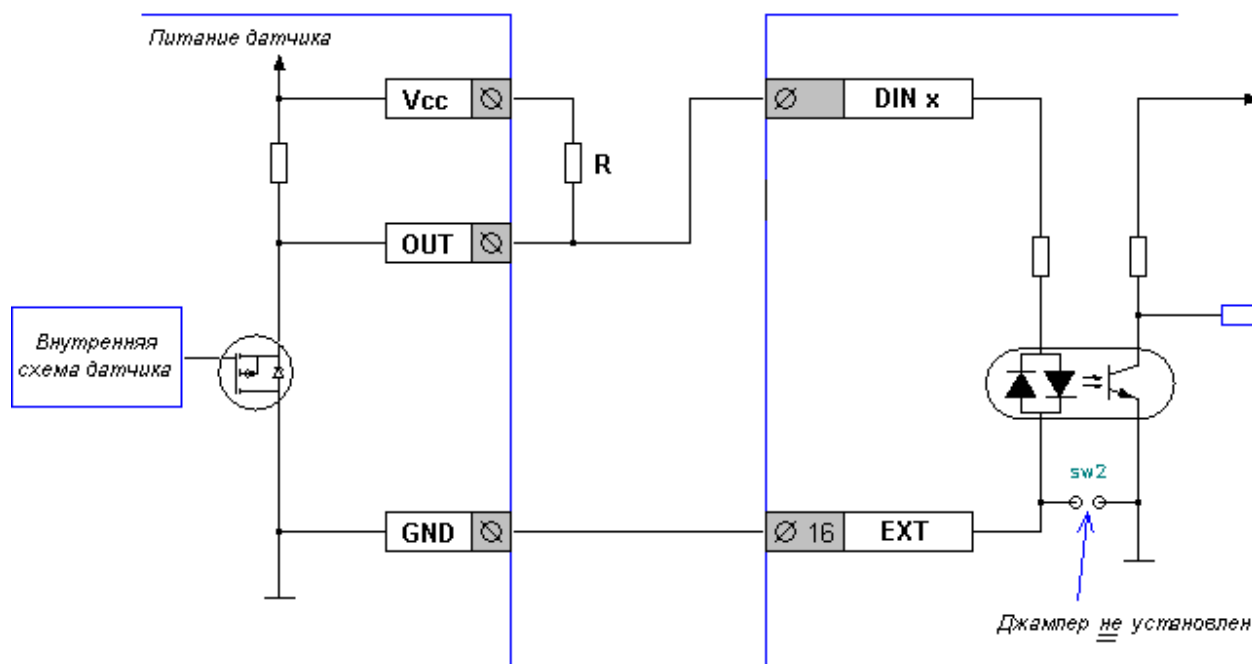 Питание датчика
Vcc
DIN x
R
OUT
Внутренняя
схема датчика
sw2
GND
16 EXT
Джампер не установлен